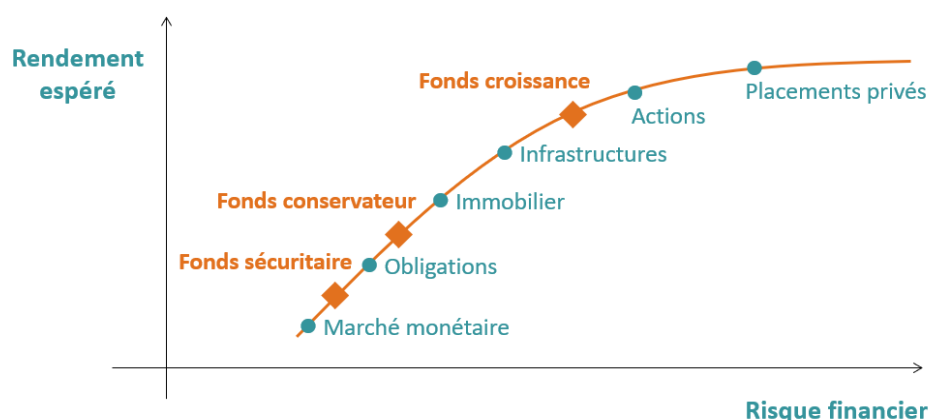 Rendement
espéré
Fonds croissance
Placements privés
Actions
Infrastructures
Fonds conservateur
Immobilier
Fonds sécuritaire
Obligations
Marché monétaire
Risque financier